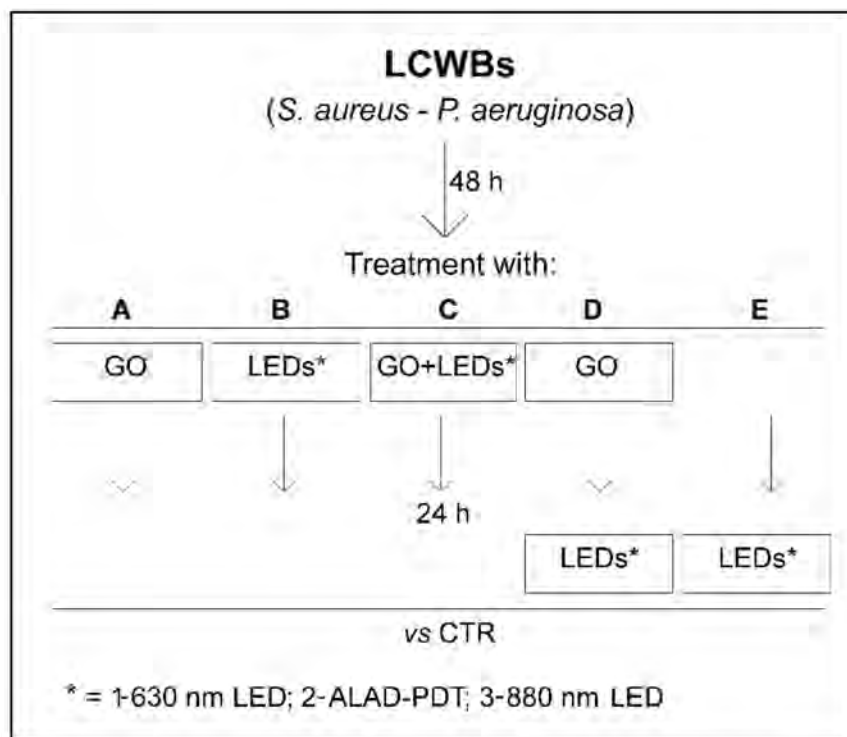 LCWBs
(S. aureus - P. aeruginosa)
48 h
Treatment with:
A B C D E
GO LEDs* GO+LEDs* GO
24 h
LEDs* LEDs*
vs CTR
* = 1-630 nm LED; 2-ALAD-PDT; 3-880 nm LED